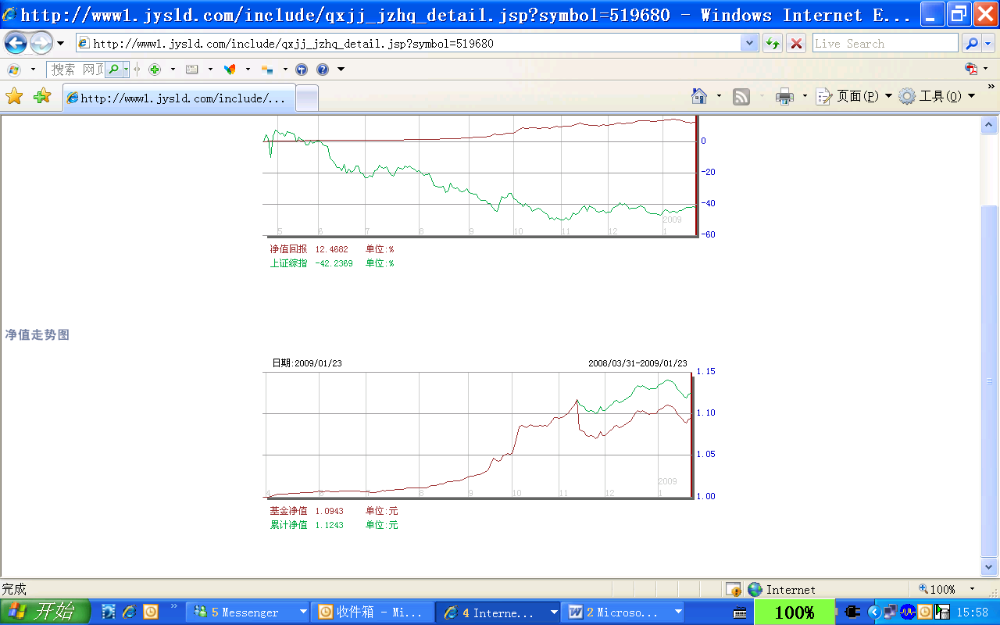 http://www1.jysld.com/include/qxjj_jzhq_detail.jsp?symbol=519680 - Windows Internet E...
http://www1.jysld.com/include/qxjj_jzhq_detail.jsp?symbol=519680 Live Search
搜索 网页
http://www1.jysld.com/include/... 页面(P) 工具(O)
0
-20
-40
2009
5 6 7 8 9 10 11 12 1
-60
净值回报 12.4682 单位:%
上证综指 -42.2369 单位:%
净值走势图
日期:2009/01/23 2008/03/31-2009/01/23
1.15
1.10
1.05
2009
4 6 7 8 9 10 11 12 1
1.00
基金净值 1.0943 单位:元
累计净值 1.1243 单位:元
完成 Internet 100%
开始 5 Messenger 收件箱 - Mi... 4 Interne... 2 Microso... 100% 15:58